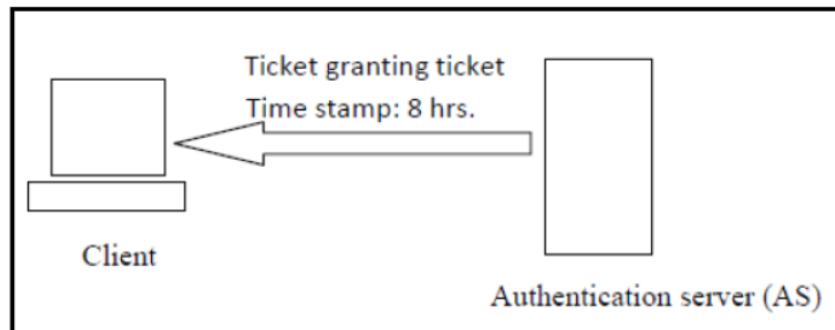 Ticket granting ticket
Time stamp: 8 hrs.
Client
Authentication server (AS)